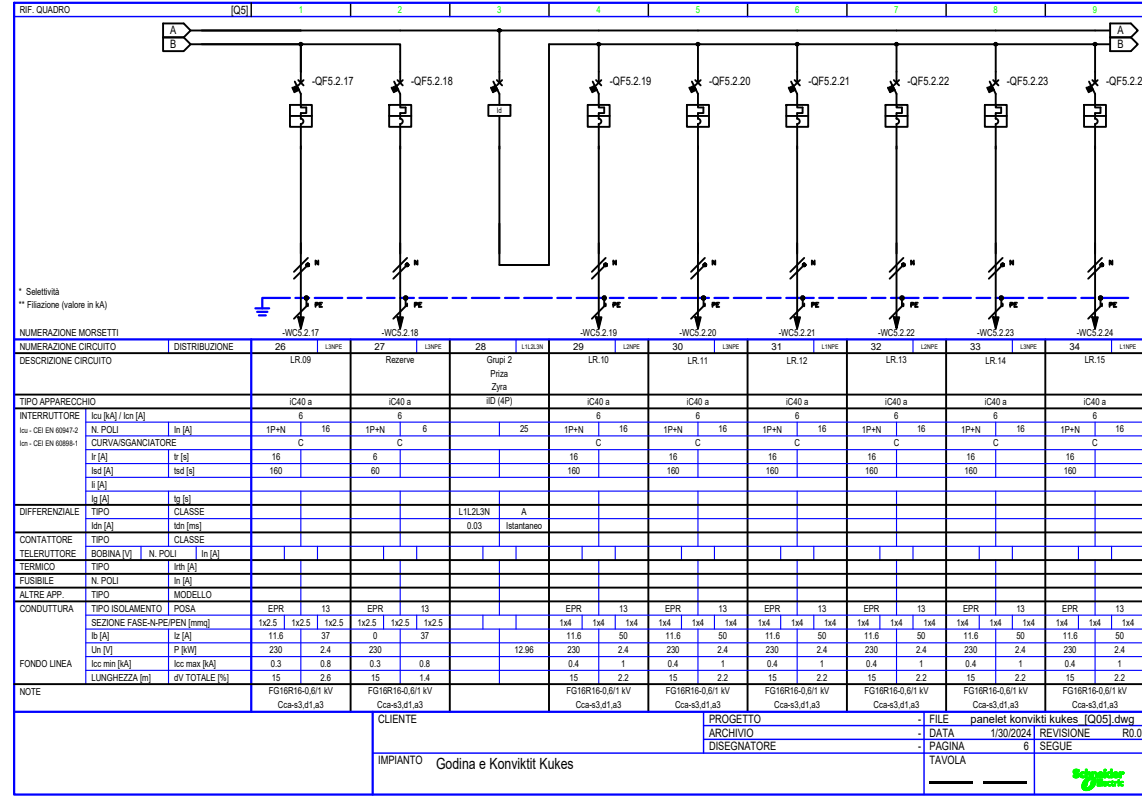 RIF. QUADRO [Q5] 1 2 3 4 5 6 7 8 9
A A
B B
-QF5.2.17 -QF5.2.18 -QF5.2.19 -QF5.2.20 -QF5.2.21 -QF5.2.22 -QF5.2.23 -QF5.2.2
Id
N N N N N N N N
* Selettività
** Filiazione (valore in kA)
PE PE PE PE PE PE PE PE
NUMERAZIONE MORSETTI -WC5.2.17 -WC5.2.18 -WC5.2.19 -WC5.2.20 -WC5.2.21 -WC5.2.22 -WC5.2.23 -WC5.2.24
NUMERAZIONE CIRCUITO DISTRIBUZIONE 26 L3NPE 27 L3NPE 28 L1L2L3N 29 L2NPE 30 L3NPE 31 L1NPE 32 L2NPE 33 L3NPE 34 L1NPE
DESCRIZIONE CIRCUITO LR.09 Rezerve Grupi 2 LR.10 LR.11 LR.12 LR.13 LR.14 LR.15
Priza
Zyra
TIPO APPARECCHIO iC40 a iC40 a iID (4P) iC40 a iC40 a iC40 a iC40 a iC40 a iC40 a
INTERRUTTORE Icu [kA] / Icn [A] 6 6 6 6 6 6 6 6
Icu - CEI EN 60947-2 N. POLI In [A] 1P+N 16 1P+N 6 25 1P+N 16 1P+N 16 1P+N 16 1P+N 16 1P+N 16 1P+N 16
Icn - CEI EN 60898-1 CURVA/SGANCIATORE C C C C C C C C
Ir [A] tr [s] 16 6 16 16 16 16 16 16
Isd [A] tsd [s] 160 60 160 160 160 160 160 160
Ii [A]
Ig [A] tg [s]
DIFFERENZIALE TIPO CLASSE L1L2L3N A
Idn [A] tdn [ms] 0.03 Istantaneo
CONTATTORE TIPO CLASSE
TELERUTTORE BOBINA [V] N. POLI In [A]
TERMICO TIPO Irth [A]
FUSIBILE N. POLI In [A]
ALTRE APP. TIPO MODELLO
CONDUTTURA TIPO ISOLAMENTO POSA EPR 13 EPR 13 EPR 13 EPR 13 EPR 13 EPR 13 EPR 13 EPR 13
SEZIONE FASE-N-PE/PEN [mmq] 1x2.5 1x2.5 1x2.5 1x2.5 1x2.5 1x2.5 1x4 1x4 1x4 1x4 1x4 1x4 1x4 1x4 1x4 1x4 1x4 1x4 1x4 1x4 1x4 1x4 1x4 1x4
Ib [A] Iz [A] 11.6 37 0 37 11.6 50 11.6 50 11.6 50 11.6 50 11.6 50 11.6 50
Un [V] P [kW] 230 2.4 230 12.96 230 2.4 230 2.4 230 2.4 230 2.4 230 2.4 230 2.4
FONDO LINEA Icc min [kA] Icc max [kA] 0.3 0.8 0.3 0.8 0.4 1 0.4 1 0.4 1 0.4 1 0.4 1 0.4 1
LUNGHEZZA [m] dV TOTALE [%] 15 2.6 15 1.4 15 2.2 15 2.2 15 2.2 15 2.2 15 2.2 15 2.2
NOTE FG16R16-0,6/1 kV FG16R16-0,6/1 kV FG16R16-0,6/1 kV FG16R16-0,6/1 kV FG16R16-0,6/1 kV FG16R16-0,6/1 kV FG16R16-0,6/1 kV FG16R16-0,6/1 kV
Cca-s3,d1,a3 Cca-s3,d1,a3 Cca-s3,d1,a3 Cca-s3,d1,a3 Cca-s3,d1,a3 Cca-s3,d1,a3 Cca-s3,d1,a3 Cca-s3,d1,a3
CLIENTE PROGETTO - FILE panelet konvikti kukes_[Q05].dwg
ARCHIVIO - DATA 1/30/2024 REVISIONE R0.0
DISEGNATORE - PAGINA 6 SEGUE
IMPIANTO Godina e Konviktit Kukes TAVOLA
Schneider
Electric